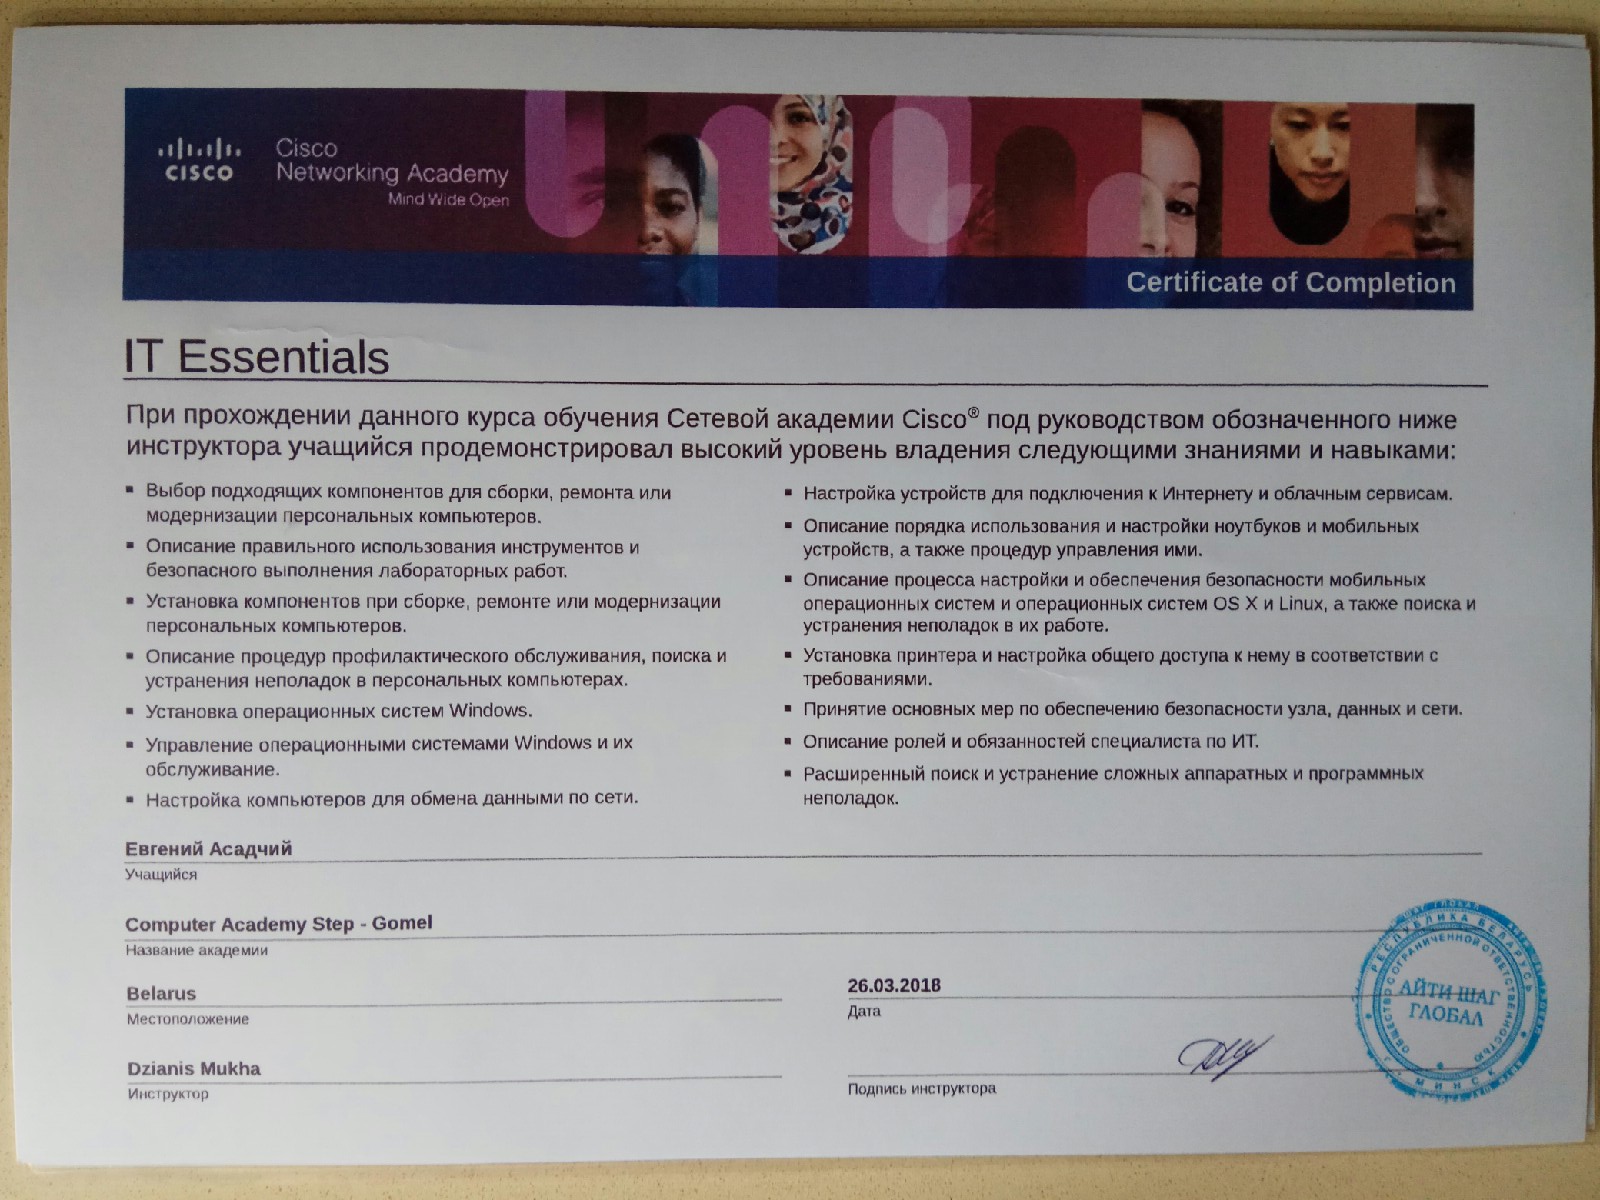 CISCO
Cisco
Networking Academy
Mind Wide Open
Certificate of Completion
IT Essentials
При прохождении данного курса обучения Сетевой академии Cisco® под руководством обозначенного ниже
инструктора учащийся продемонстрировал высокий уровень владения следующими знаниями и навыками:
▪ Выбор подходящих компонентов для сборки, ремонта или
модернизации персональных компьютеров.
▪ Описание правильного использования инструментов и
безопасного выполнения лабораторных работ.
▪ Установка компонентов при сборке, ремонте или модернизации
персональных компьютеров.
▪ Описание процедур профилактического обслуживания, поиска и
устранения неполадок в персональных компьютерах.
▪ Установка операционных систем Windows.
▪ Управление операционными системами Windows и их
обслуживание.
▪ Настройка компьютеров для обмена данными по сети.
▪ Настройка устройств для подключения к Интернету и облачным сервисам.
▪ Описание порядка использования и настройки ноутбуков и мобильных
устройств, а также процедур управления ими.
▪ Описание процесса настройки и обеспечения безопасности мобильных
операционных систем и операционных систем OS X и Linux, а также поиска и
устранения неполадок в их работе.
▪ Установка принтера и настройка общего доступа к нему в соответствии с
требованиями.
▪ Принятие основных мер по обеспечению безопасности узла, данных и сети.
▪ Описание ролей и обязанностей специалиста по ИТ.
▪ Расширенный поиск и устранение сложных аппаратных и программных
неполадок.
Евгений Асадчий
Учащийся
Computer Academy Step - Gomel
Название академии
Belarus
Местоположение
26.03.2018
Дата
Dzianis Mukha
Инструктор
Подпись инструктора
РЕСПУБЛИКА БЕЛАРУСЬ
ОБЩЕСТВО С ОГРАНИЧЕННОЙ ОТВЕТСТВЕННОСТЬЮ
АЙТИ ШАГ
ГЛОБАЛ
Г. МИНСК